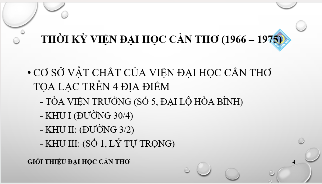 THỜI KỲ VIỆN ĐẠI HỌC CẦN THƠ (1966 – 1975)
• CƠ SỞ VẬT CHẤT CỦA VIỆN ĐẠI HỌC CẦN THƠ
TỌA LẠC TRÊN 4 ĐỊA ĐIỂM
- TÒA VIỆN TRƯỞNG (SỐ 5, ĐẠI LỘ HÒA BÌNH)
- KHU I (ĐƯỜNG 30/4)
- KHU II: (ĐƯỜNG 3/2)
- KHU III: (SỐ 1, LÝ TỰ TRỌNG)
GIỚI THIỆU ĐẠI HỌC CẦN THƠ
4